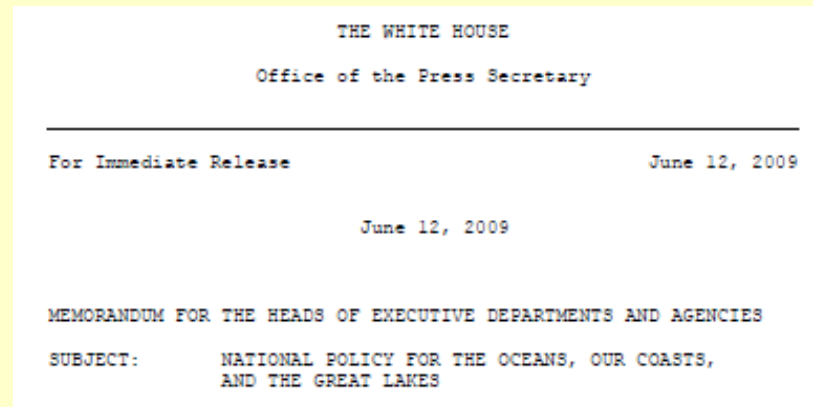 THE WHITE HOUSE
Office of the Press Secretary
For Immediate Release June 12, 2009
June 12, 2009
MEMORANDUM FOR THE HEADS OF EXECUTIVE DEPARTMENTS AND AGENCIES
SUBJECT: NATIONAL POLICY FOR THE OCEANS, OUR COASTS,
AND THE GREAT LAKES